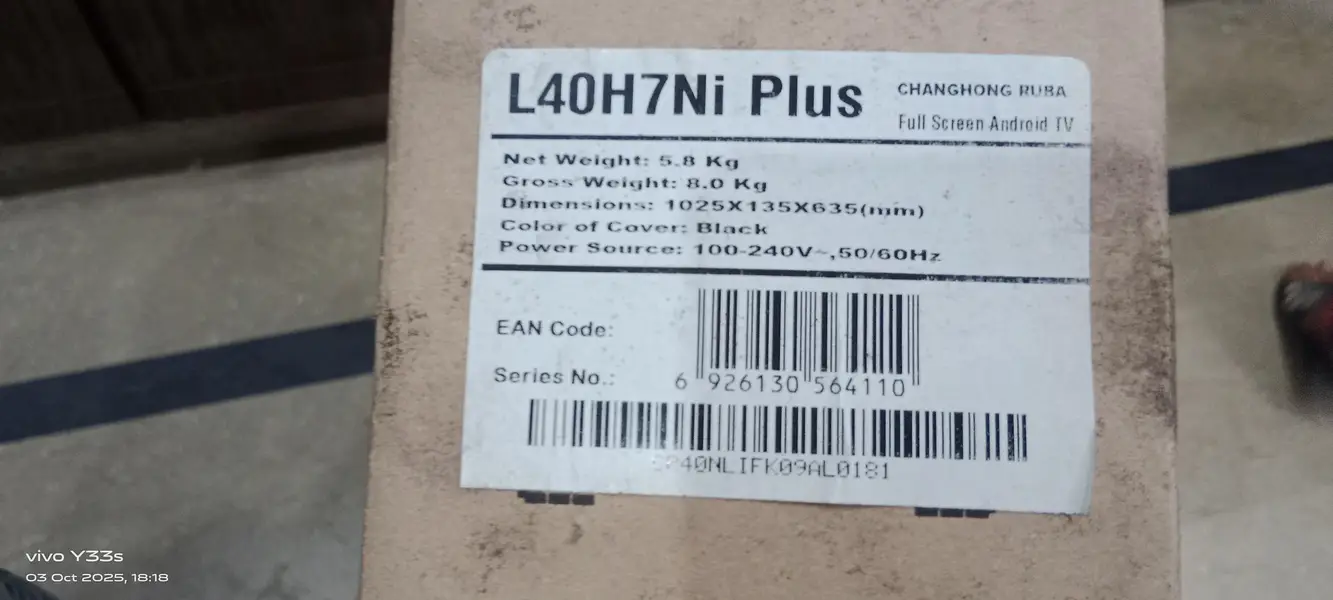 L40H7Ni Plus
CHANGHONG RUBA
Full Screen Android TV
Net Weight: 5.8 Kg
Gross Weight: 8.0 Kg
Dimensions: 1025X135X635(mm)
Color of Cover: Black
Power Source: 100-240V~,50/60Hz
EAN Code:
6 926130 564110
Series No.:
vivo Y33s
03 Oct 2025, 18:18